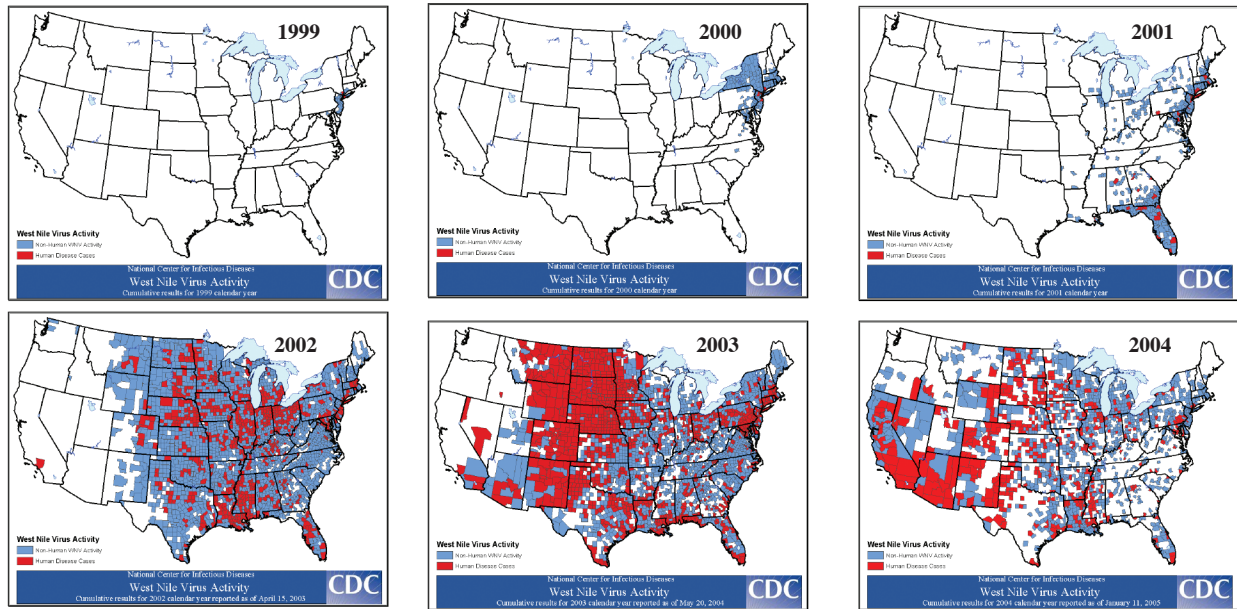 1999
West Nile Virus Activity
Non-Human WNV Activity
Human Disease Cases
National Center for Infectious Diseases
West Nile Virus Activity
Cumulative results for 1999 calendar year
CDC
2000
West Nile Virus Activity
Non-Human WNV Activity
Human Disease Cases
National Center for Infectious Diseases
West Nile Virus Activity
Cumulative results for 2000 calendar year
CDC
2001
West Nile Virus Activity
Non-Human WNV Activity
Human Disease Cases
National Center for Infectious Diseases
West Nile Virus Activity
Cumulative results for 2001 calendar year
CDC
2002
West Nile Virus Activity
Non-Human WNV Activity
Human Disease Cases
National Center for Infectious Diseases
West Nile Virus Activity
Cumulative results for 2002 calendar year reported as of April 15, 2003
CDC
2003
West Nile Virus Activity
Non-Human WNV Activity
Human Disease Cases
National Center for Infectious Diseases
West Nile Virus Activity
Cumulative results for 2003 calendar year reported as of May 20, 2004
CDC
2004
West Nile Virus Activity
Non-Human WNV Activity
Human Disease Cases
National Center for Infectious Diseases
West Nile Virus Activity
Cumulative results for 2004 calendar year reported as of January 11, 2005
CDC